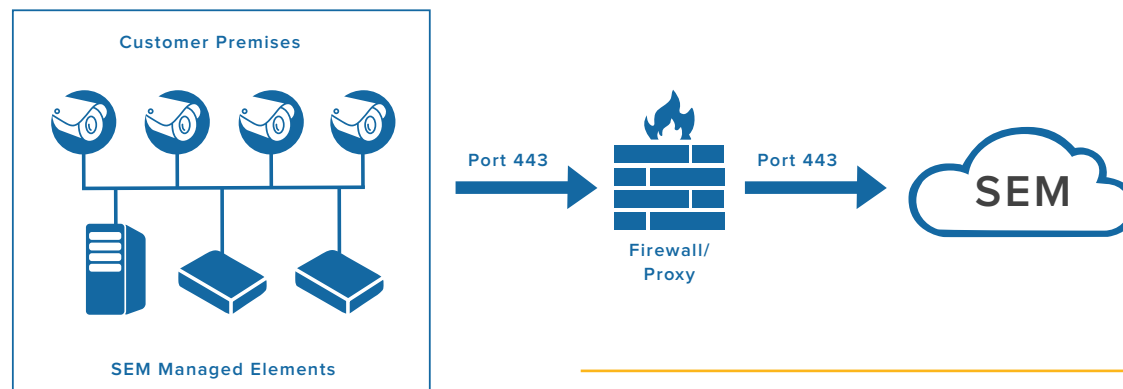 Customer Premises
Port 443
Port 443
SEM
Firewall/
Proxy
SEM Managed Elements